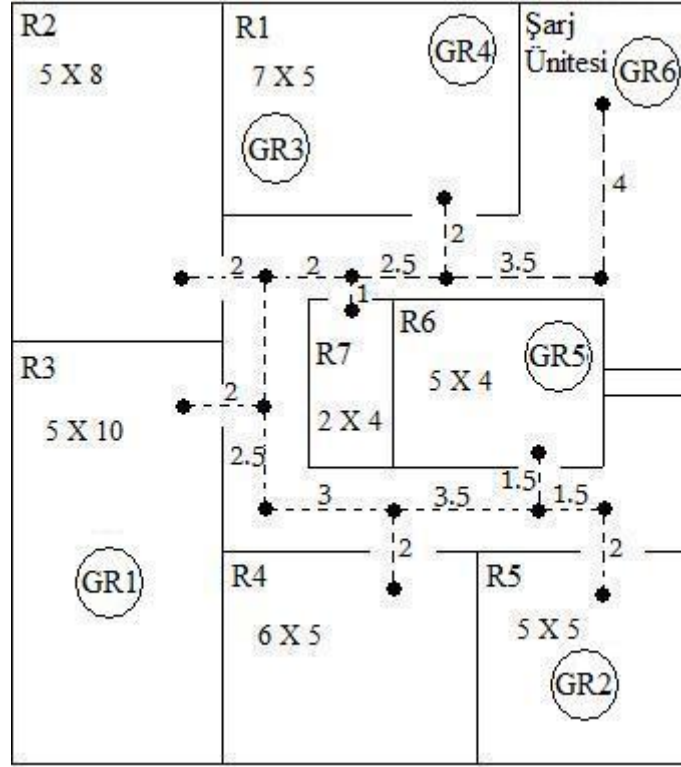 R2
5 X 8
R1
7 X 5
GR4
GR3
Şarj
Ünitesi
GR6
4
2
2
2
2.5
3.5
1
R3
5 X 10
2
2.5
R7
2 X 4
R6
5 X 4
GR5
1.5
3
3.5
1.5
2
2
GR1
R4
6 X 5
R5
5 X 5
GR2